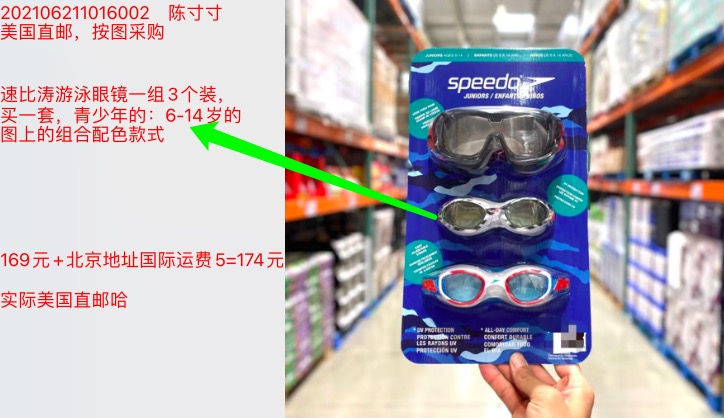 202106211016002 陈寸寸
美国直邮，按图采购
速比涛游泳眼镜一组3个装，
买一套，青少年的：6-14岁的
图上的组合配色款式
169元+北京地址国际运费5=174元
实际美国直邮哈
speedo
JUNIORS / ENFANTS / NIÑOS
* UV PROTECTION
PROTECTION CONTRE
LES RAYONS UV
PROTECCIÓN UV
* ALL-DAY COMFORT
CONFORT DURABLE
COMODIDAD TODO
EL DÍA